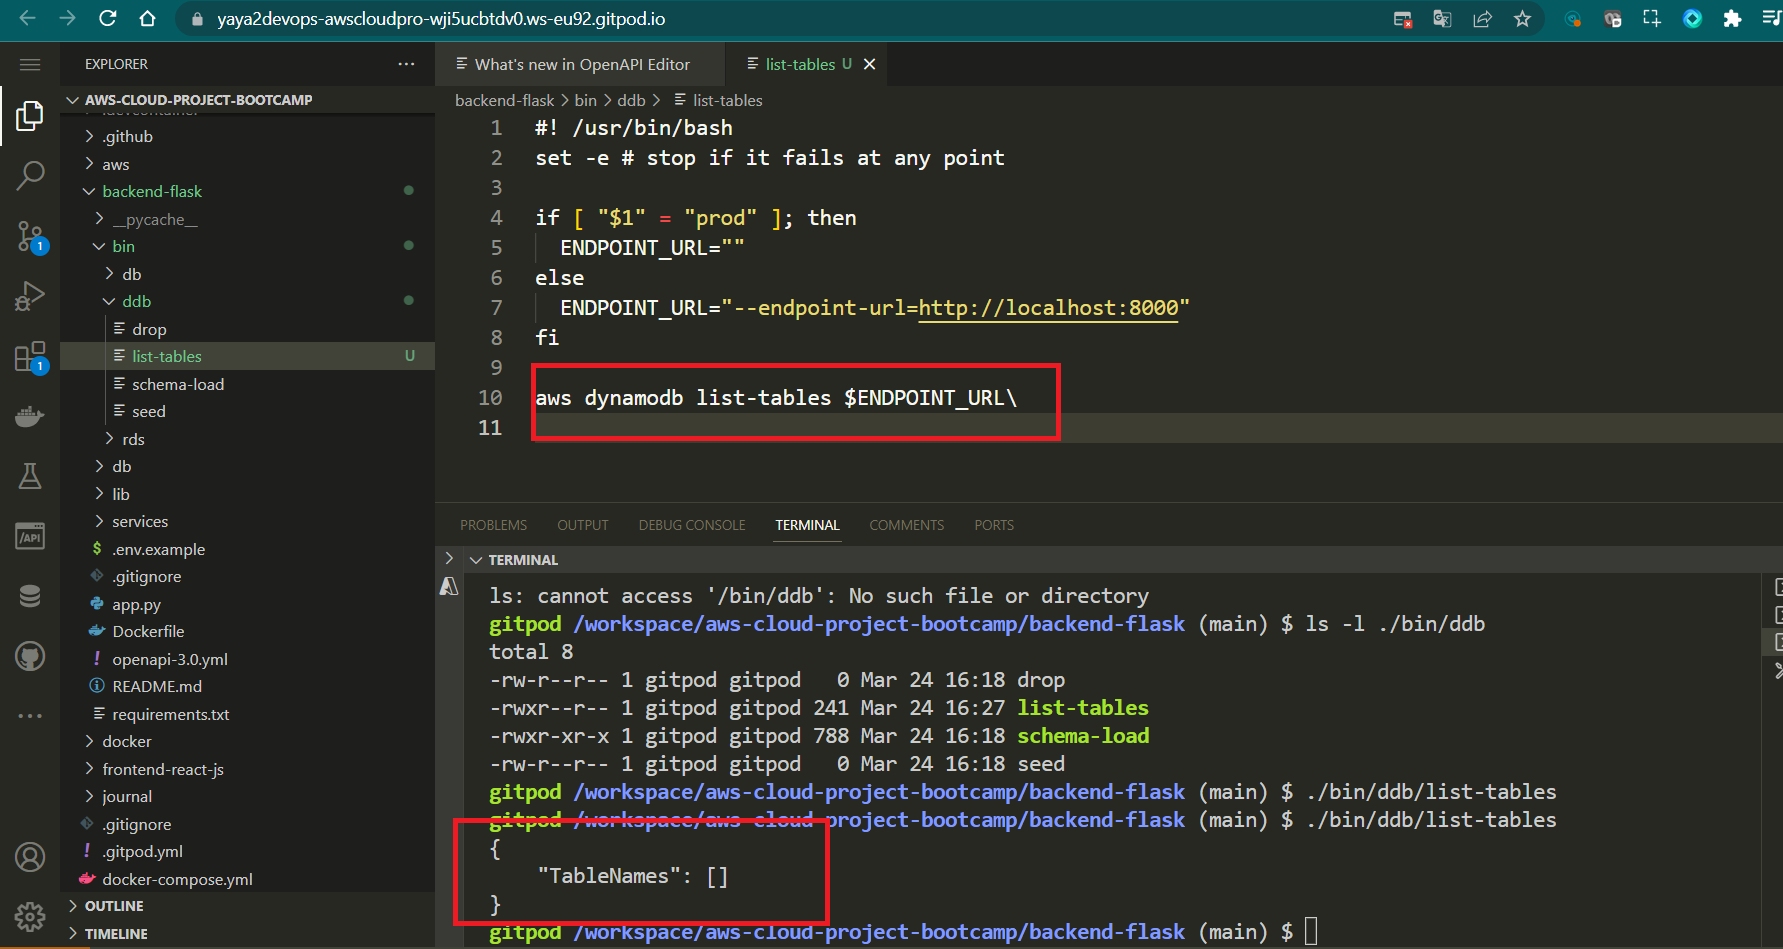 yaya2devops-awscloudpro-wji5ucbtdv0.ws-eu92.gitpod.io
EXPLORER
AWS-CLOUD-PROJECT-BOOTCAMP
.github
aws
backend-flask
__pycache__
bin
db
ddb
drop
list-tables U
schema-load
seed
rds
db
lib
services
$ .env.example
.gitignore
app.py
Dockerfile
! openapi-3.0.yml
README.md
requirements.txt
docker
frontend-react-js
journal
.gitignore
! .gitpod.yml
docker-compose.yml
OUTLINE
TIMELINE
1
1
/API
What's new in OpenAPI Editor
list-tables U
backend-flask > bin > ddb > list-tables
1 #! /usr/bin/bash
2 set -e # stop if it fails at any point
3
4 if [ "$1" = "prod" ]; then
5 ENDPOINT_URL=""
6 else
7 ENDPOINT_URL="--endpoint-url=http://localhost:8000"
8 fi
9
10 aws dynamodb list-tables $ENDPOINT_URL\
11
PROBLEMS OUTPUT DEBUG CONSOLE TERMINAL COMMENTS PORTS
TERMINAL
ls: cannot access '/bin/ddb': No such file or directory
gitpod /workspace/aws-cloud-project-bootcamp/backend-flask (main) $ ls -l ./bin/ddb
total 8
-rw-r--r-- 1 gitpod gitpod 0 Mar 24 16:18 drop
-rwxr--r-- 1 gitpod gitpod 241 Mar 24 16:27 list-tables
-rwxr-xr-x 1 gitpod gitpod 788 Mar 24 16:18 schema-load
-rw-r--r-- 1 gitpod gitpod 0 Mar 24 16:18 seed
gitpod /workspace/aws-cloud-project-bootcamp/backend-flask (main) $ ./bin/ddb/list-tables
gitpod /workspace/aws-cloud-project-bootcamp/backend-flask (main) $ ./bin/ddb/list-tables
{
"TableNames": []
}
gitpod /workspace/aws-cloud-project-bootcamp/backend-flask (main) $